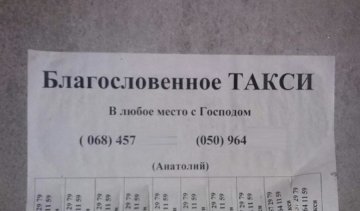 Благословенное ТАКСИ
В любое место с Господом
( 068) 457 (050) 964
(Анатолий)